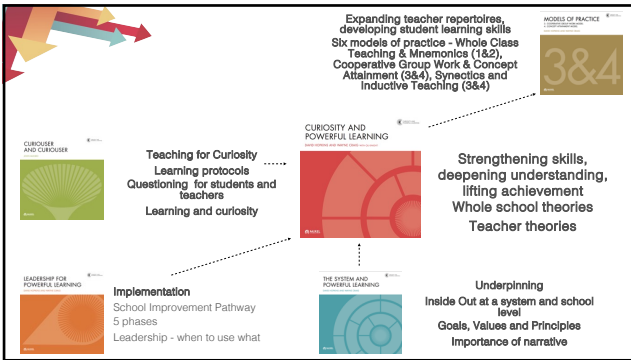 Expanding teacher repertoires,
developing student learning skills
Six models of practice - Whole Class
Teaching & Mnemonics (1&2),
Cooperative Group Work & Concept
Attainment (3&4), Synectics and
Inductive Teaching (3&4)
MODELS OF PRACTICE
3&4
CURIOUSER
AND CURIOUSER
Teaching for Curiosity
Learning protocols
Questioning for students and
teachers
Learning and curiosity
CURIOSITY AND
POWERFUL LEARNING
Strengthening skills,
deepening understanding,
lifting achievement
Whole school theories
Teacher theories
LEADERSHIP FOR
POWERFUL LEARNING
Implementation
School Improvement Pathway
5 phases
Leadership - when to use what
THE SYSTEM AND
POWERFUL LEARNING
Underpinning
Inside Out at a system and school
level
Goals, Values and Principles
Importance of narrative